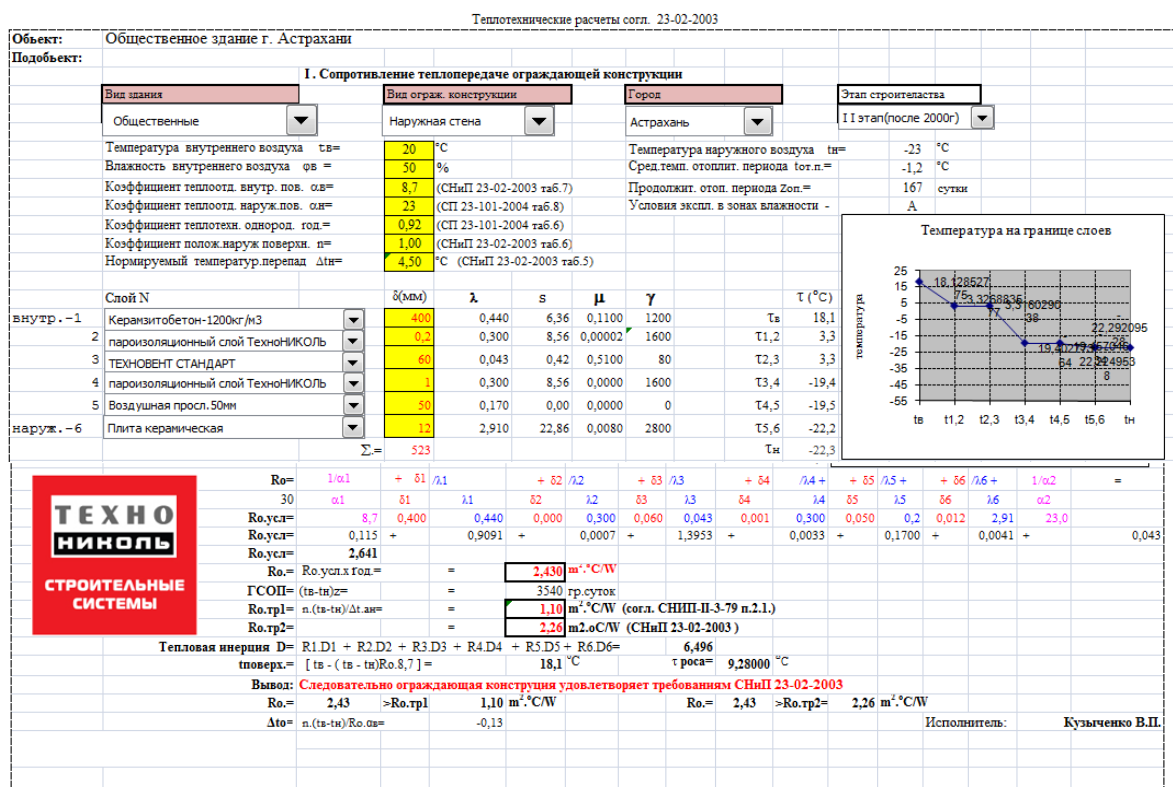 Теплотехнические расчеты согл. 23-02-2003
Обьект: Общественное здание г. Астрахани
Подобьект:
I . Сопротивление теплопередаче ограждающей конструкции
Вид здания Вид ограж. конструкции Город Этап строителаства
Общественные Наружная стена Астрахань I I этап(после 2000г)
Температура внутреннего воздуха tв= 20 °C Температура наружного воздуха tн= -23 °C
Влажность внутреннего воздуха φв = 50 % Сред.темп. отоплит. периода tот.п.= -1,2 °C
Коэффициент теплоотд. внутр. пов. αв= 8,7 (СНиП 23-02-2003 таб.7) Продолжит. отоп. периода Zоп.= 167 сутки
Коэффициент теплоотд. наруж.пов. αн= 23 (СП 23-101-2004 таб.8) Условия экспл. в зонах влажности - А
Коэффициент теплотехн. однород. год.= 0,92 (СП 23-101-2004 таб.6)
Коэффициент полож.наруж поверхн. n= 1,00 (СНиП 23-02-2003 таб.6)
Нормируемый температур.перепад Δtн= 4,50 °C (СНиП 23-02-2003 таб.5)
Температура на границе слоев
температура
25
15
5
-5
-15
-25
-35
-45
-55
18,128527
tв t1,2 t2,3 t3,4 t4,5 t5,6 tн
Слой N δ(мм) λ s μ γ τ (°C)
внутр.-1 Керамзитобетон-1200кг/м3 400 0,440 6,36 0,1100 1200 τв 18,1
2 пароизоляционный слой ТехноНИКОЛЬ 0,2 0,300 8,56 0,00002 1600 τ1,2 3,3
3 ТЕХНОВЕНТ СТАНДАРТ 60 0,043 0,42 0,5100 80 τ2,3 3,3
4 пароизоляционный слой ТехноНИКОЛЬ 1 0,300 8,56 0,0000 1600 τ3,4 -19,4
5 Воздушная просл.50мм 50 0,170 0,00 0,0000 0 τ4,5 -19,5
наруж.-6 Плита керамическая 12 2,910 22,86 0,0080 2800 τ5,6 -22,2
Σ.= 523 τн -22,3
ТЕХНО
НИКОЛЬ
СТРОИТЕЛЬНЫЕ
СИСТЕМЫ
Ro= 1/α1 + δ1 /λ1 + δ2 /λ2 + δ3 /λ3 + δ4 /λ4 + + δ5 /λ5 + + δ6 /λ6 + 1/α2 =
30 α1 δ1 λ1 δ2 λ2 δ3 λ3 δ4 λ4 δ5 λ5 δ6 λ6 α2
Ro.усл= 8,7 0,400 0,440 0,000 0,300 0,060 0,043 0,001 0,300 0,050 0,2 0,012 2,91 23,0
Ro.усл= 0,115 + 0,9091 + 0,0007 + 1,3953 + 0,0033 + 0,1700 + 0,0041 + 0,043
Ro.усл= 2,641
Ro.= Ro.усл.x год.= = 2,430 m².°C/W
ГСОП= (tв-tн)z= = 3540 гр.суток
Ro.тр1= n.(tв-tн)/Δt.ан= = 1,10 m².°C/W (согл. СНИП-II-3-79 п.2.1.)
Ro.тр2= = 2,26 m2.oC/W (СНиП 23-02-2003 )
Тепловая инерция D= R1.D1 + R2.D2 + R3.D3 + R4.D4 + R5.D5 + R6.D6= 6,496
tповерх.= [ tв - ( tв - tн)Ro.8,7 ] = 18,1 °C τ роса= 9,28000 °C
Вывод: Следовательно ограждающая конструция удовлетворяет требованиям СНиП 23-02-2003
Ro.= 2,43 >Ro.тр1 1,10 m².°C/W Ro.= 2,43 >Ro.тр2= 2,26 m².°C/W
Δto= n.(tв-tн)/Ro.αв= -0,13 Исполнитель: Кузыченко В.П.